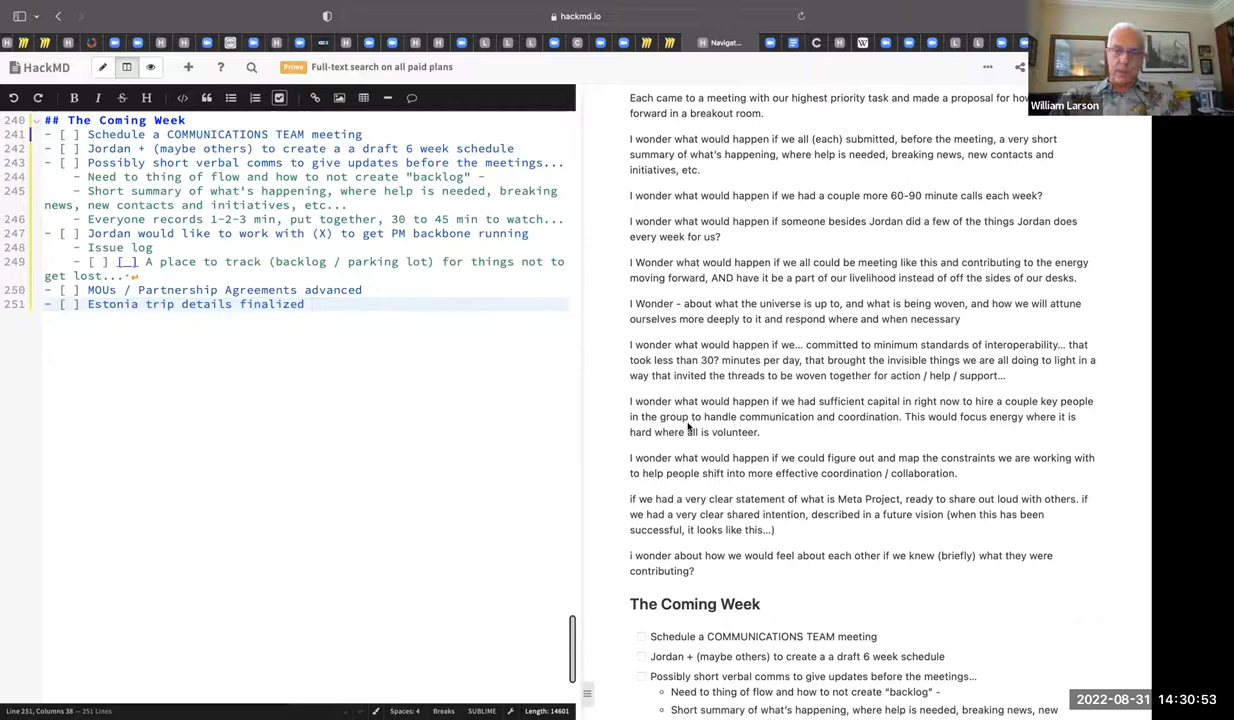 hackmd.io
Navigat...
HackMD
Prime Full-text search on all paid plans
William Larson
240 ## The Coming Week
241 - [ ] Schedule a COMMUNICATIONS TEAM meeting
242 - [ ] Jordan + (maybe others) to create a a draft 6 week schedule
243 - [ ] Possibly short verbal comms to give updates before the meetings...
244 - Need to thing of flow and how to not create "backlog" -
245 - Short summary of what's happening, where help is needed, breaking
news, new contacts and initiatives, etc...
246 - Everyone records 1-2-3 min, put together, 30 to 45 min to watch...
247 - [ ] Jordan would like to work with (X) to get PM backbone running
248 - Issue log
249 - [ ] [_] A place to track (backlog / parking lot) for things not to
get lost...
250 - [ ] MOUs / Partnership Agreements advanced
251 - [ ] Estonia trip details finalized
Line 251, Columns 38 — 251 Lines
Spaces: 4 Breaks SUBLIME Length: 14601
Each came to a meeting with our highest priority task and made a proposal for how
forward in a breakout room.
I wonder what would happen if we all (each) submitted, before the meeting, a very short
summary of what's happening, where help is needed, breaking news, new contacts and
initiatives, etc.
I wonder what would happen if we had a couple more 60-90 minute calls each week?
I wonder what would happen if someone besides Jordan did a few of the things Jordan does
every week for us?
I Wonder what would happen if we all could be meeting like this and contributing to the energy
moving forward, AND have it be a part of our livelihood instead of off the sides of our desks.
I Wonder - about what the universe is up to, and what is being woven, and how we will attune
ourselves more deeply to it and respond where and when necessary
I wonder what would happen if we... committed to minimum standards of interoperability... that
took less than 30? minutes per day, that brought the invisible things we are all doing to light in a
way that invited the threads to be woven together for action / help / support...
I wonder what would happen if we had sufficient capital in right now to hire a couple key people
in the group to handle communication and coordination. This would focus energy where it is
hard where all is volunteer.
I wonder what would happen if we could figure out and map the constraints we are working with
to help people shift into more effective coordination / collaboration.
if we had a very clear statement of what is Meta Project, ready to share out loud with others. if
we had a very clear shared intention, described in a future vision (when this has been
successful, it looks like this...)
i wonder about how we would feel about each other if we knew (briefly) what they were
contributing?
The Coming Week
Schedule a COMMUNICATIONS TEAM meeting
Jordan + (maybe others) to create a a draft 6 week schedule
Possibly short verbal comms to give updates before the meetings...
Need to thing of flow and how to not create "backlog" -
Short summary of what's happening, where help is needed, breaking news, new
2022-08-31 14:30:53